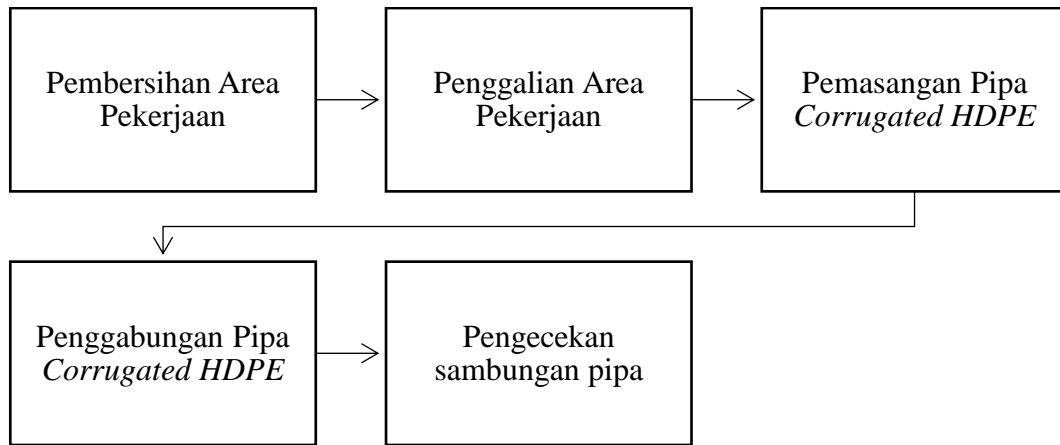 Pembersihan Area
Pekerjaan
Penggalian Area
Pekerjaan
Pemasangan Pipa
Corrugated HDPE
Penggabungan Pipa
Corrugated HDPE
Pengecekan
sambungan pipa